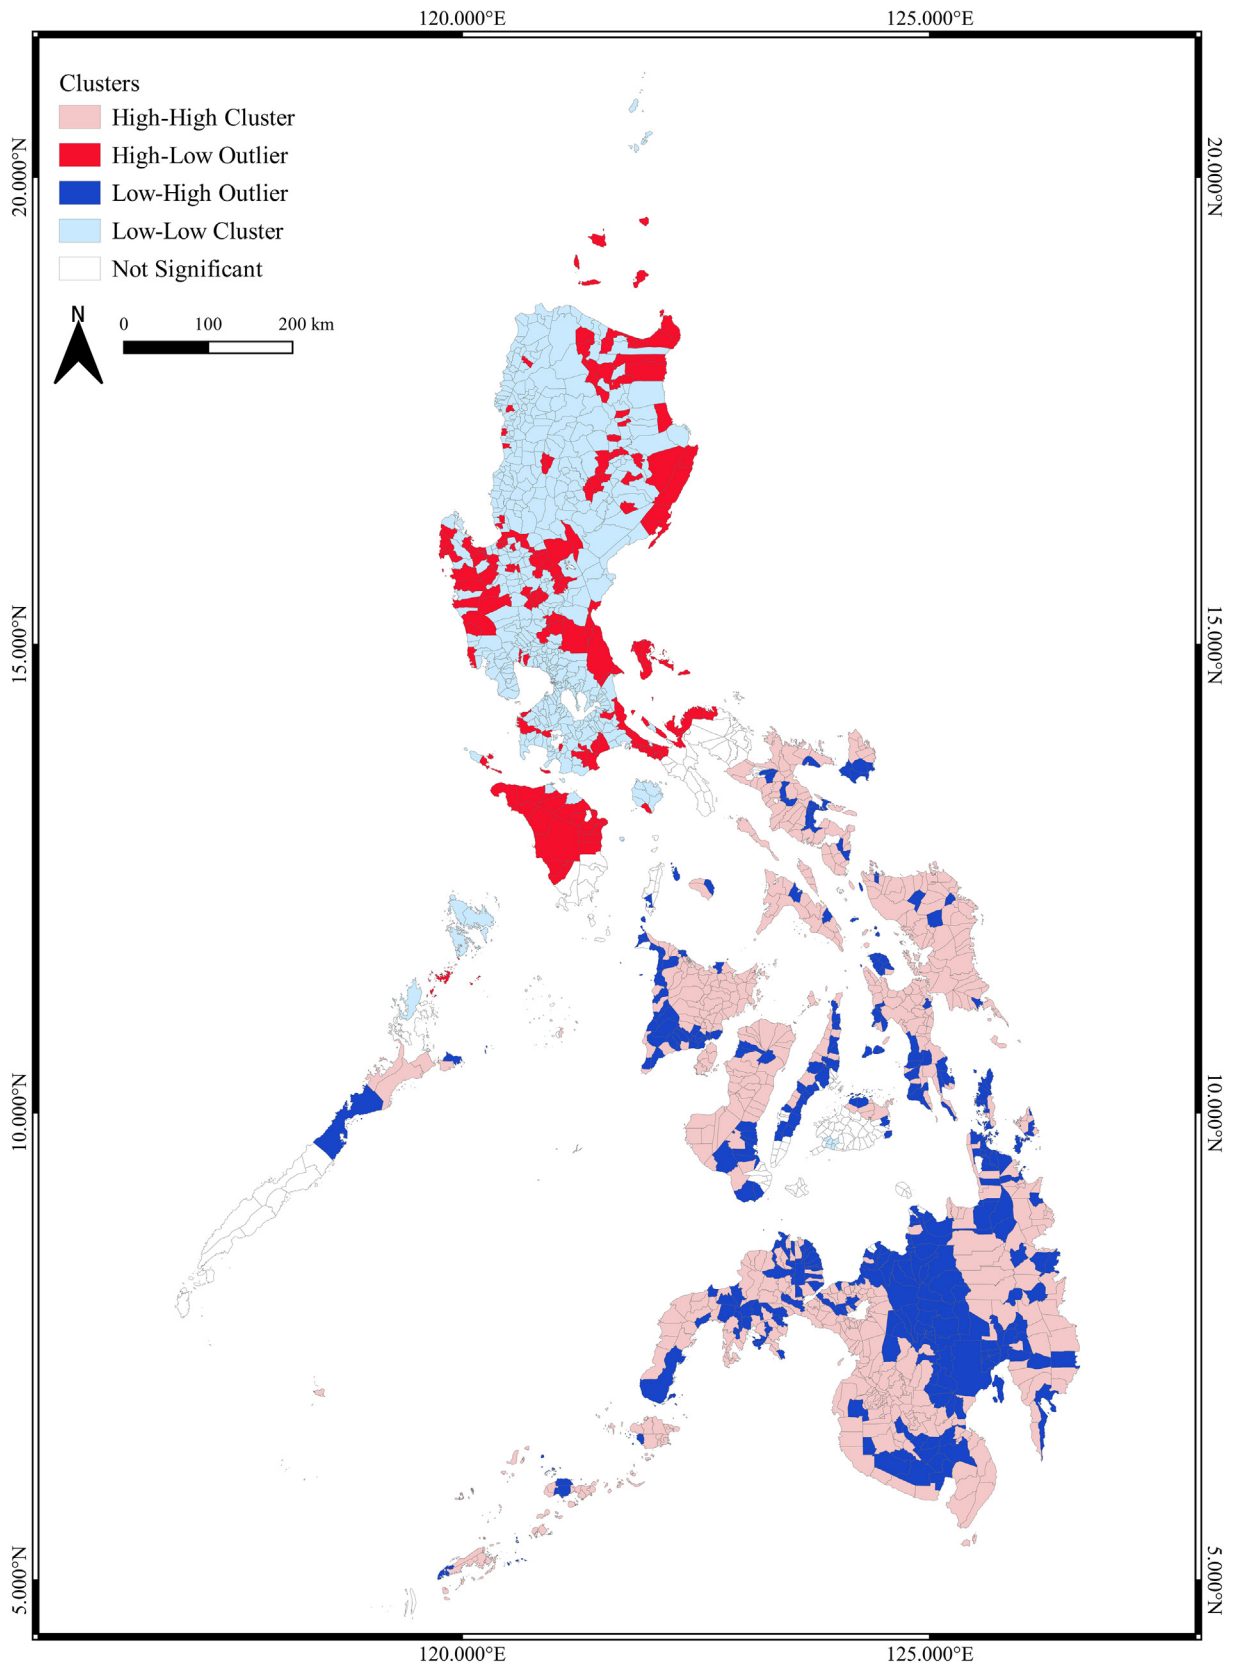 120.000°E 125.000°E
Clusters
High-High Cluster
High-Low Outlier
Low-High Outlier
Low-Low Cluster
Not Significant
N
0 100 200 km
20.000°N 20.000°N
15.000°N 15.000°N
10.000°N 10.000°N
5.000°N 5.000°N
120.000°E 125.000°E